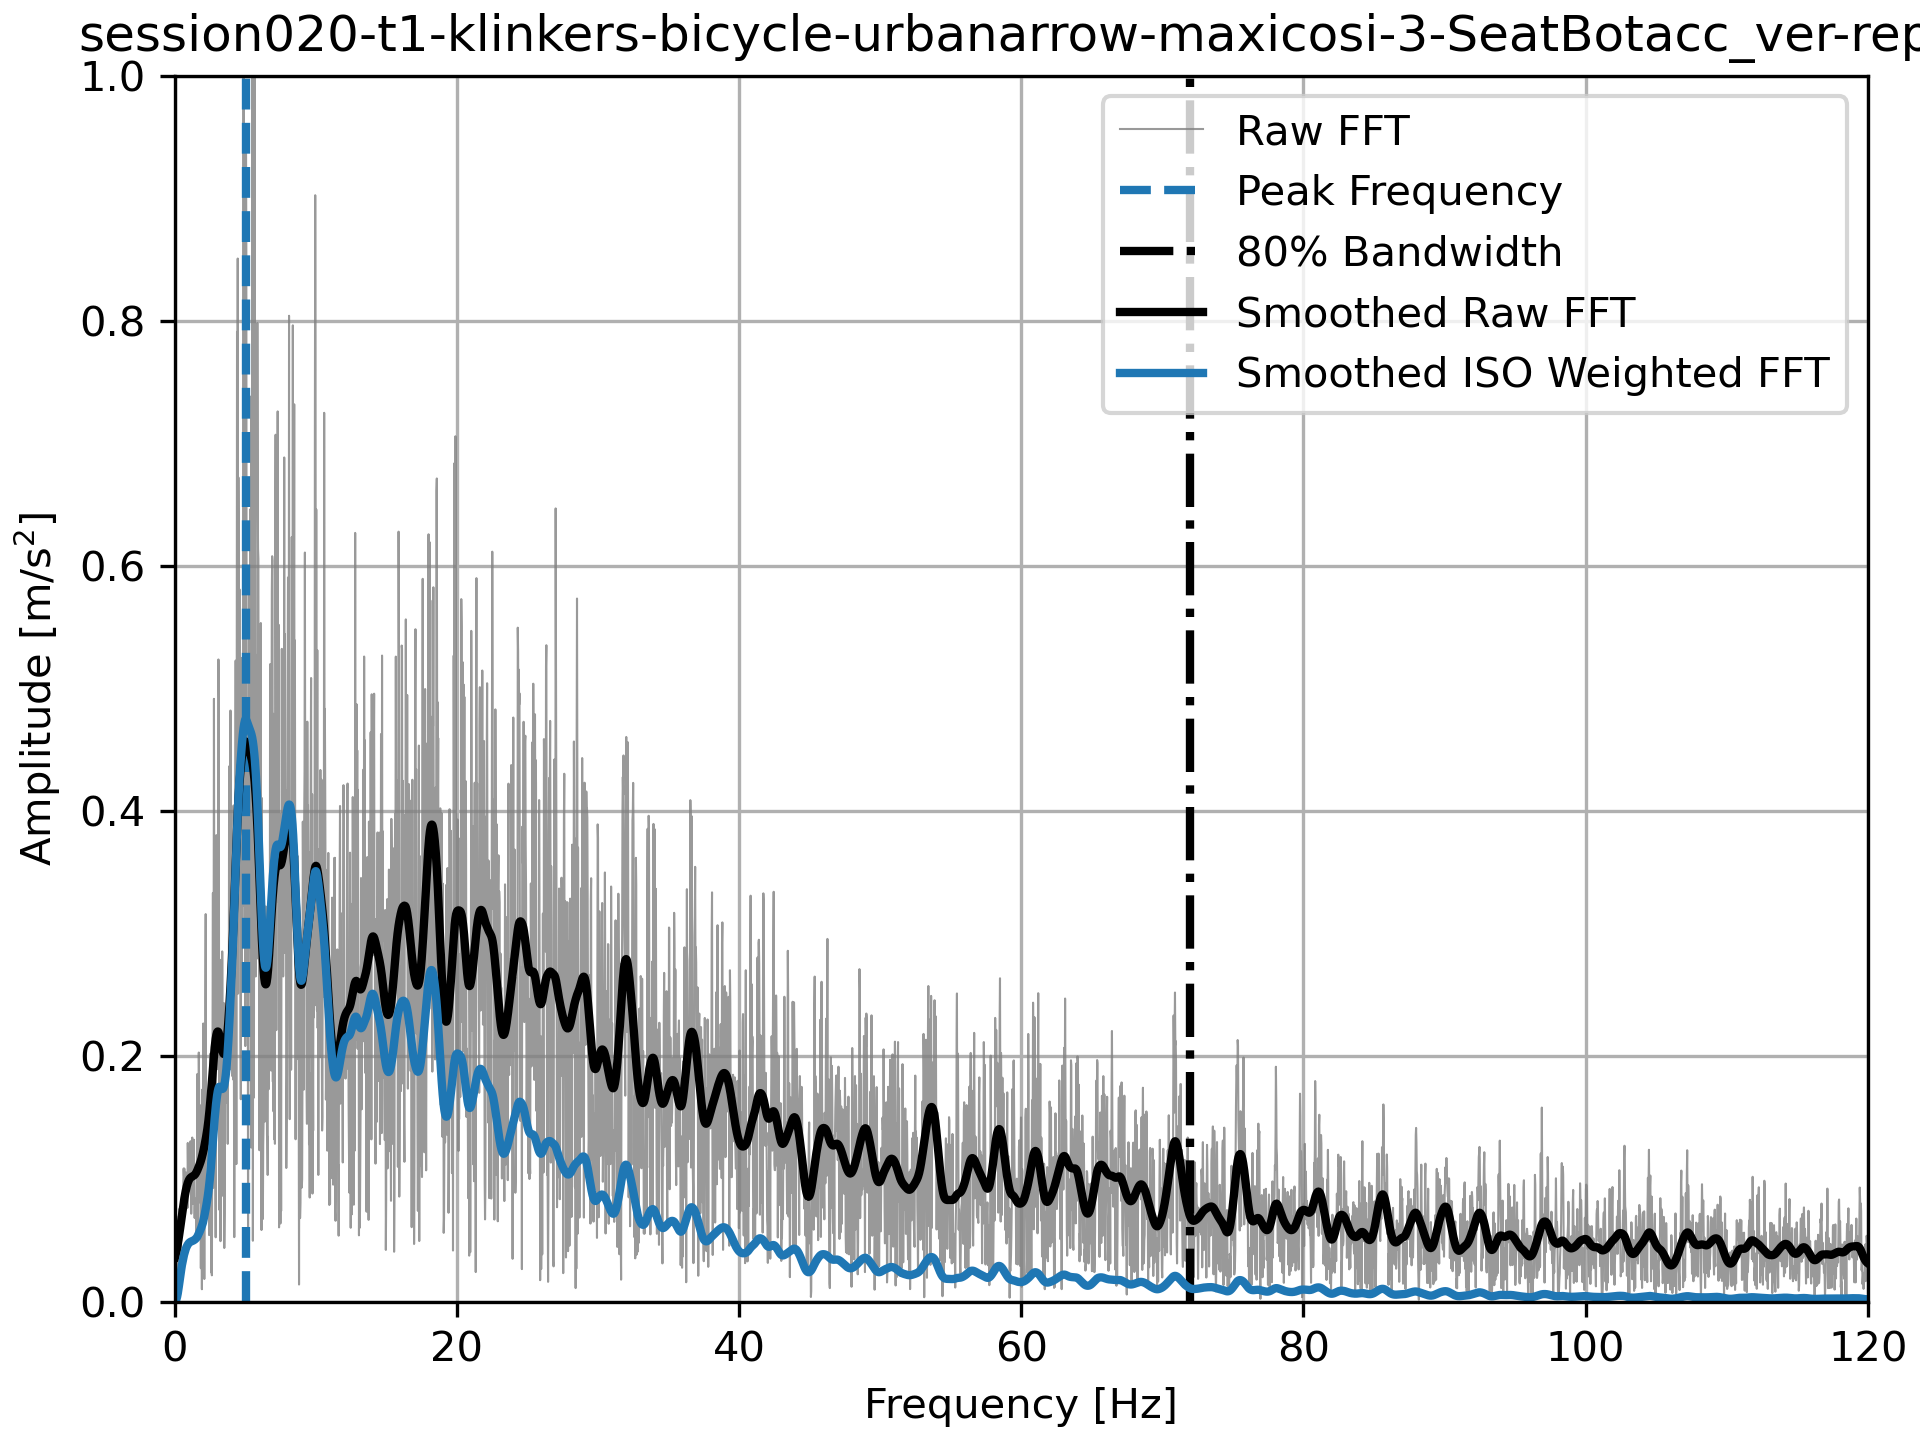 session020-t1-klinkers-bicycle-urbanarrow-maxicosi-3-SeatBotacc_ver-rep
1.0
0.8
0.6
0.4
0.2
0.0
Amplitude [m/s²]
Raw FFT
Peak Frequency
80% Bandwidth
Smoothed Raw FFT
Smoothed ISO Weighted FFT
0 20 40 60 80 100 120
Frequency [Hz]